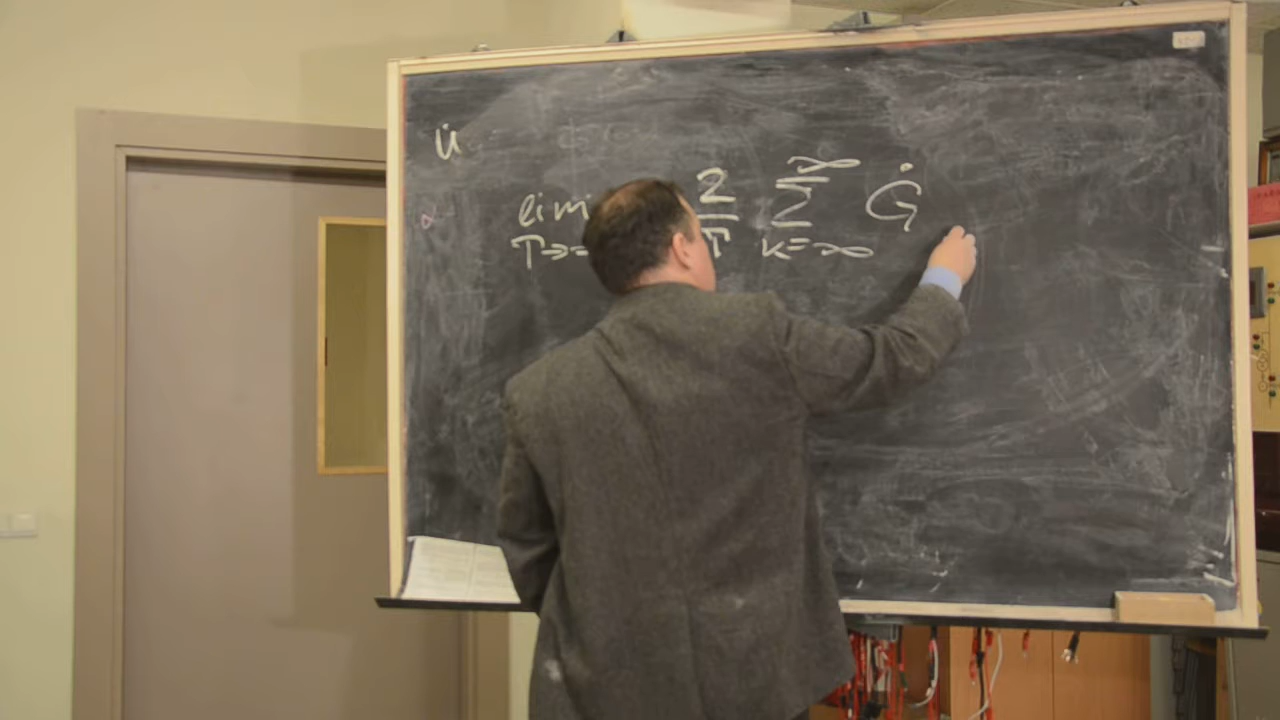 U̇
lim 2 ∞ Σ Ġ
T→ T k=∞